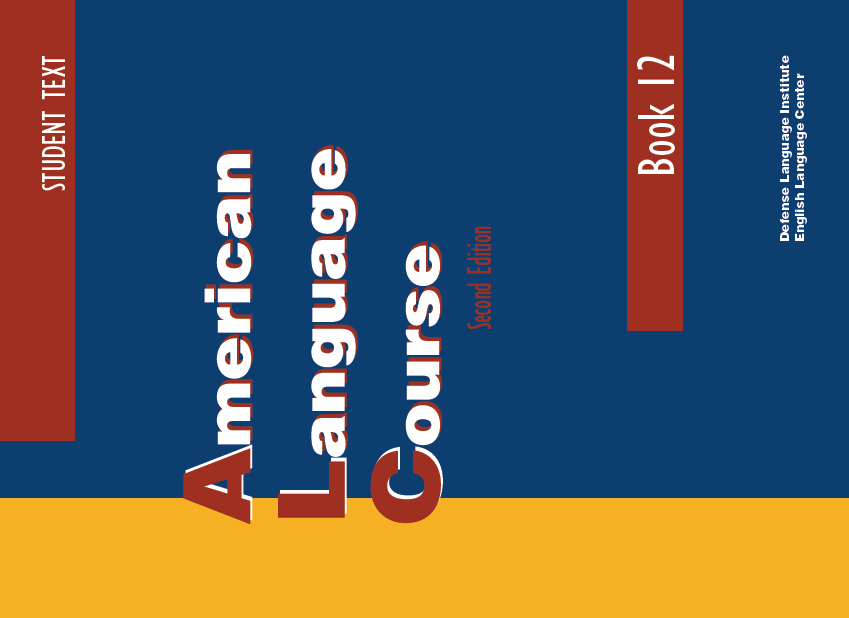 STUDENT TEXT
American
Language
Course
Second Edition
Book 12
Defense Language Institute
English Language Center